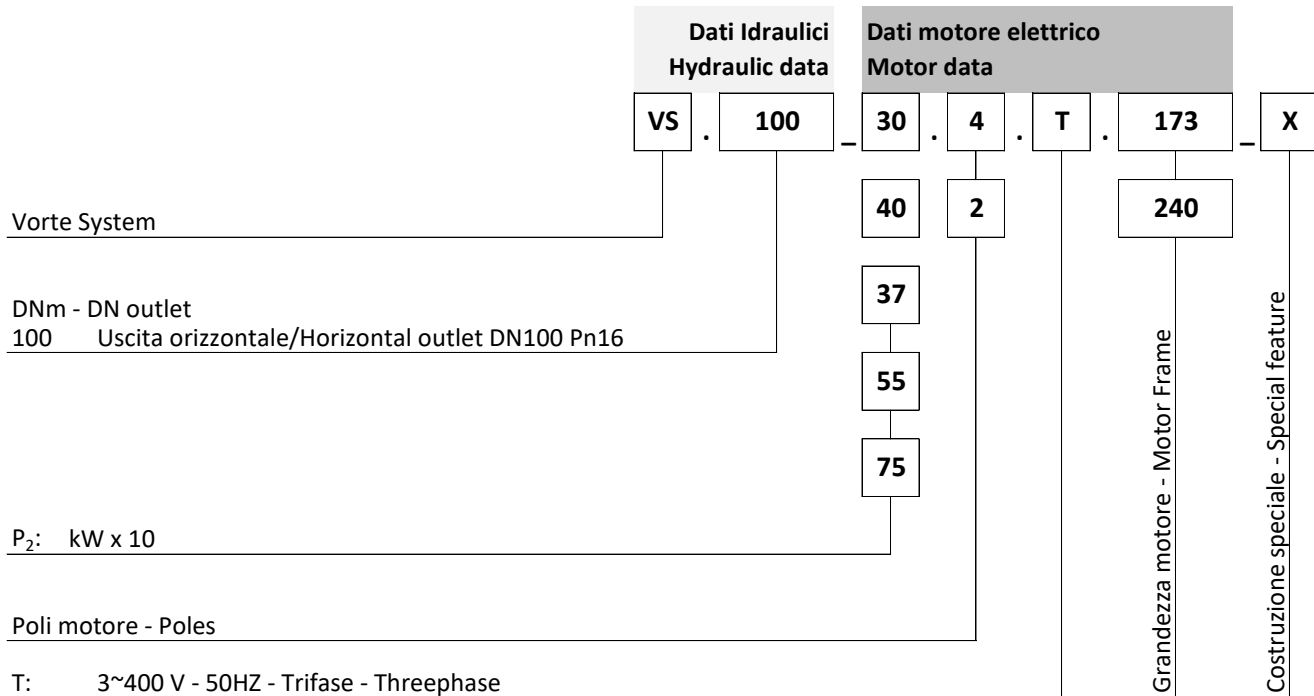 Dati Idraulici
Hydraulic data
Dati motore elettrico
Motor data
VS . 100 _ 30 . 4 . T . 173 _ X
40 2 240
Vorte System
37
DNm - DN outlet
100 Uscita orizzontale/Horizontal outlet DN100 Pn16
55
75
P₂: kW x 10
Poli motore - Poles
T: 3~400 V - 50HZ - Trifase - Threephase
Grandezza motore - Motor Frame
Costruzione speciale - Special feature